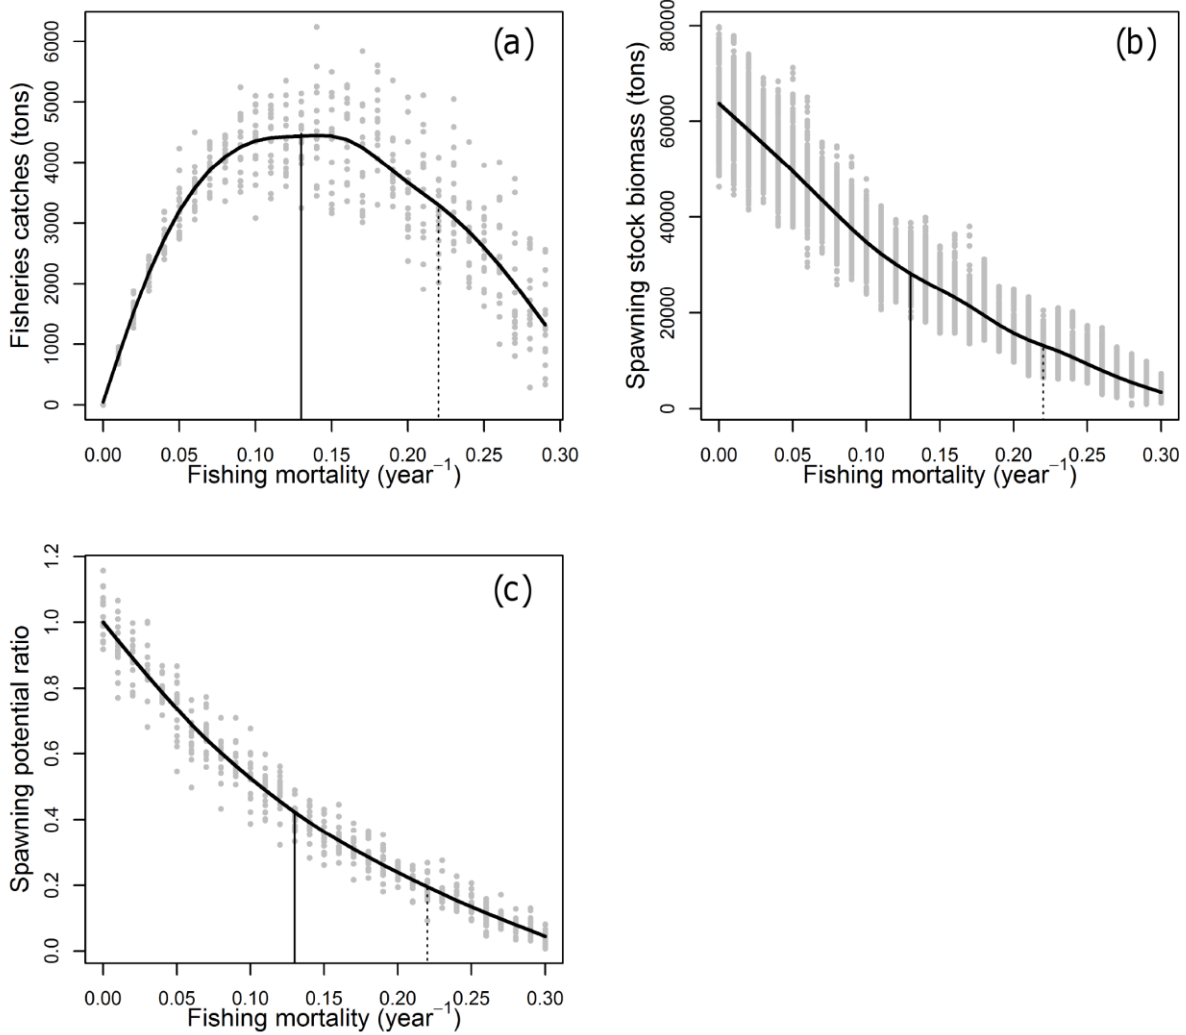 (a)
Fisheries catches (tons)
0 1000 2000 3000 4000 5000 6000
0.00 0.05 0.10 0.15 0.20 0.25 0.30
Fishing mortality (year⁻¹)
(b)
Spawning stock biomass (tons)
0 20000 40000 60000 80000
0.00 0.05 0.10 0.15 0.20 0.25 0.30
Fishing mortality (year⁻¹)
(c)
Spawning potential ratio
0.0 0.2 0.4 0.6 0.8 1.0 1.2
0.00 0.05 0.10 0.15 0.20 0.25 0.30
Fishing mortality (year⁻¹)